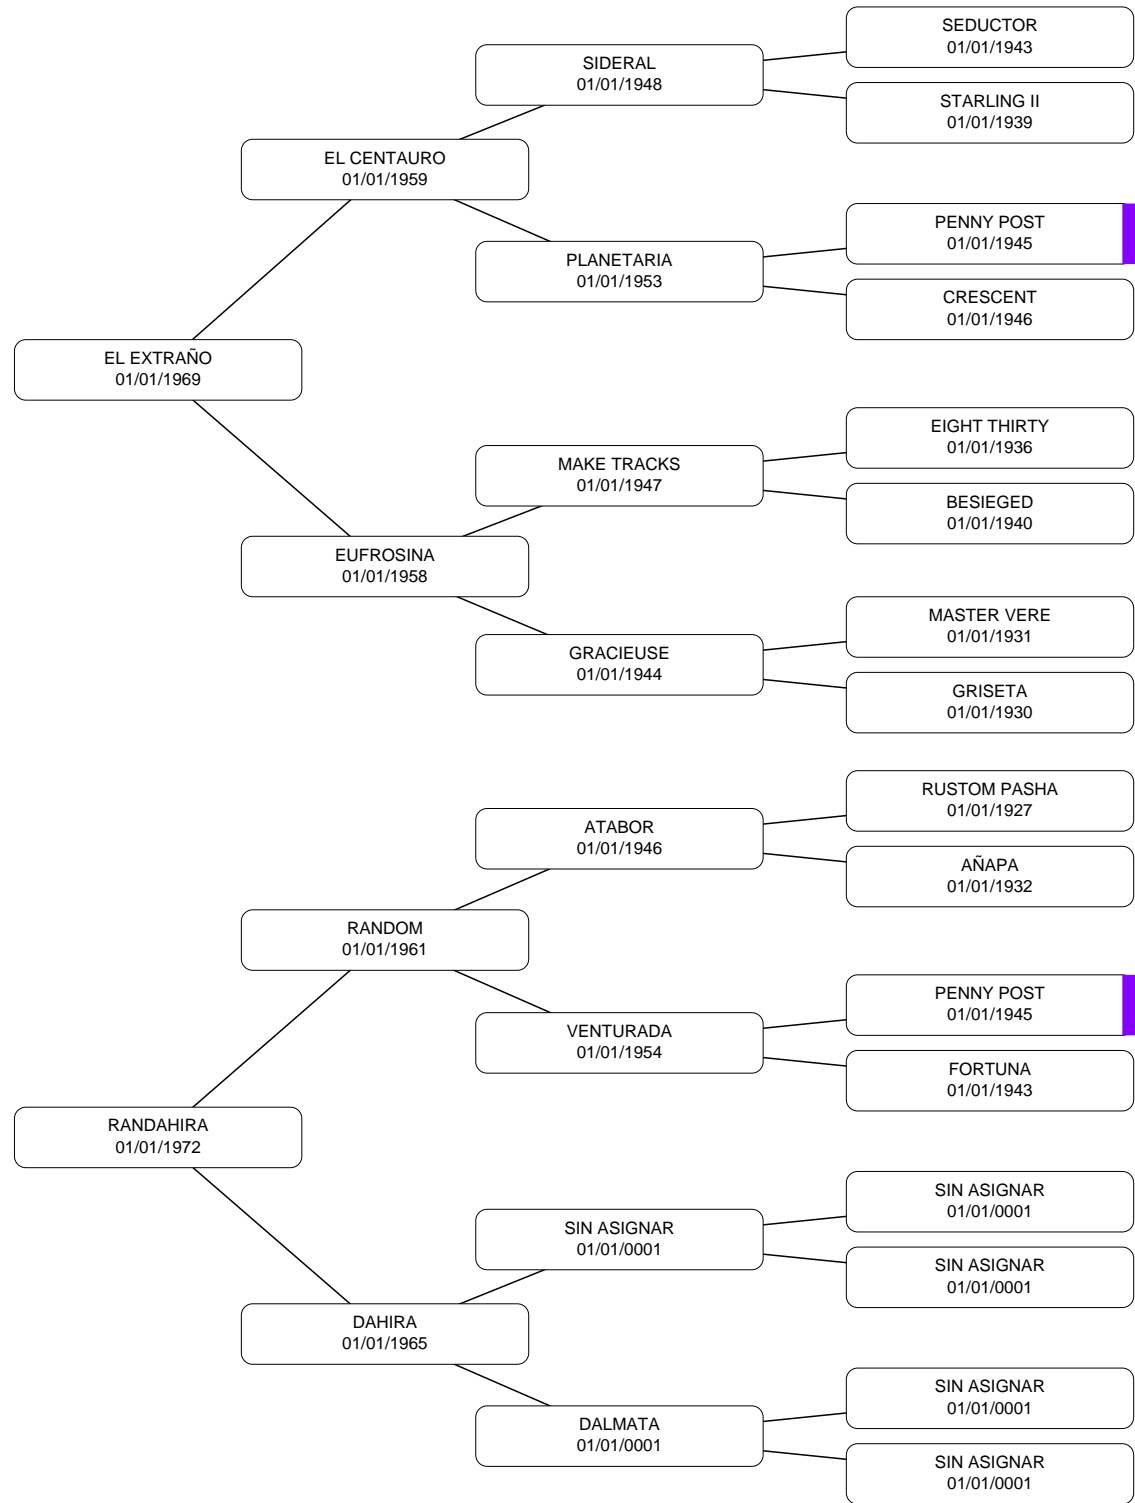 SEDUCTOR
01/01/1943
SIDERAL
01/01/1948
STARLING II
01/01/1939
EL CENTAURO
01/01/1959
PENNY POST
01/01/1945
PLANETARIA
01/01/1953
CRESCENT
01/01/1946
EL EXTRAÑO
01/01/1969
EIGHT THIRTY
01/01/1936
MAKE TRACKS
01/01/1947
BESIEGED
01/01/1940
EUFROSINA
01/01/1958
MASTER VERE
01/01/1931
GRACIEUSE
01/01/1944
GRISETA
01/01/1930
RUSTOM PASHA
01/01/1927
ATABOR
01/01/1946
AÑAPA
01/01/1932
RANDOM
01/01/1961
PENNY POST
01/01/1945
VENTURADA
01/01/1954
FORTUNA
01/01/1943
RANDAHIRA
01/01/1972
SIN ASIGNAR
01/01/0001
SIN ASIGNAR
01/01/0001
SIN ASIGNAR
01/01/0001
DAHIRA
01/01/1965
SIN ASIGNAR
01/01/0001
DALMATA
01/01/0001
SIN ASIGNAR
01/01/0001